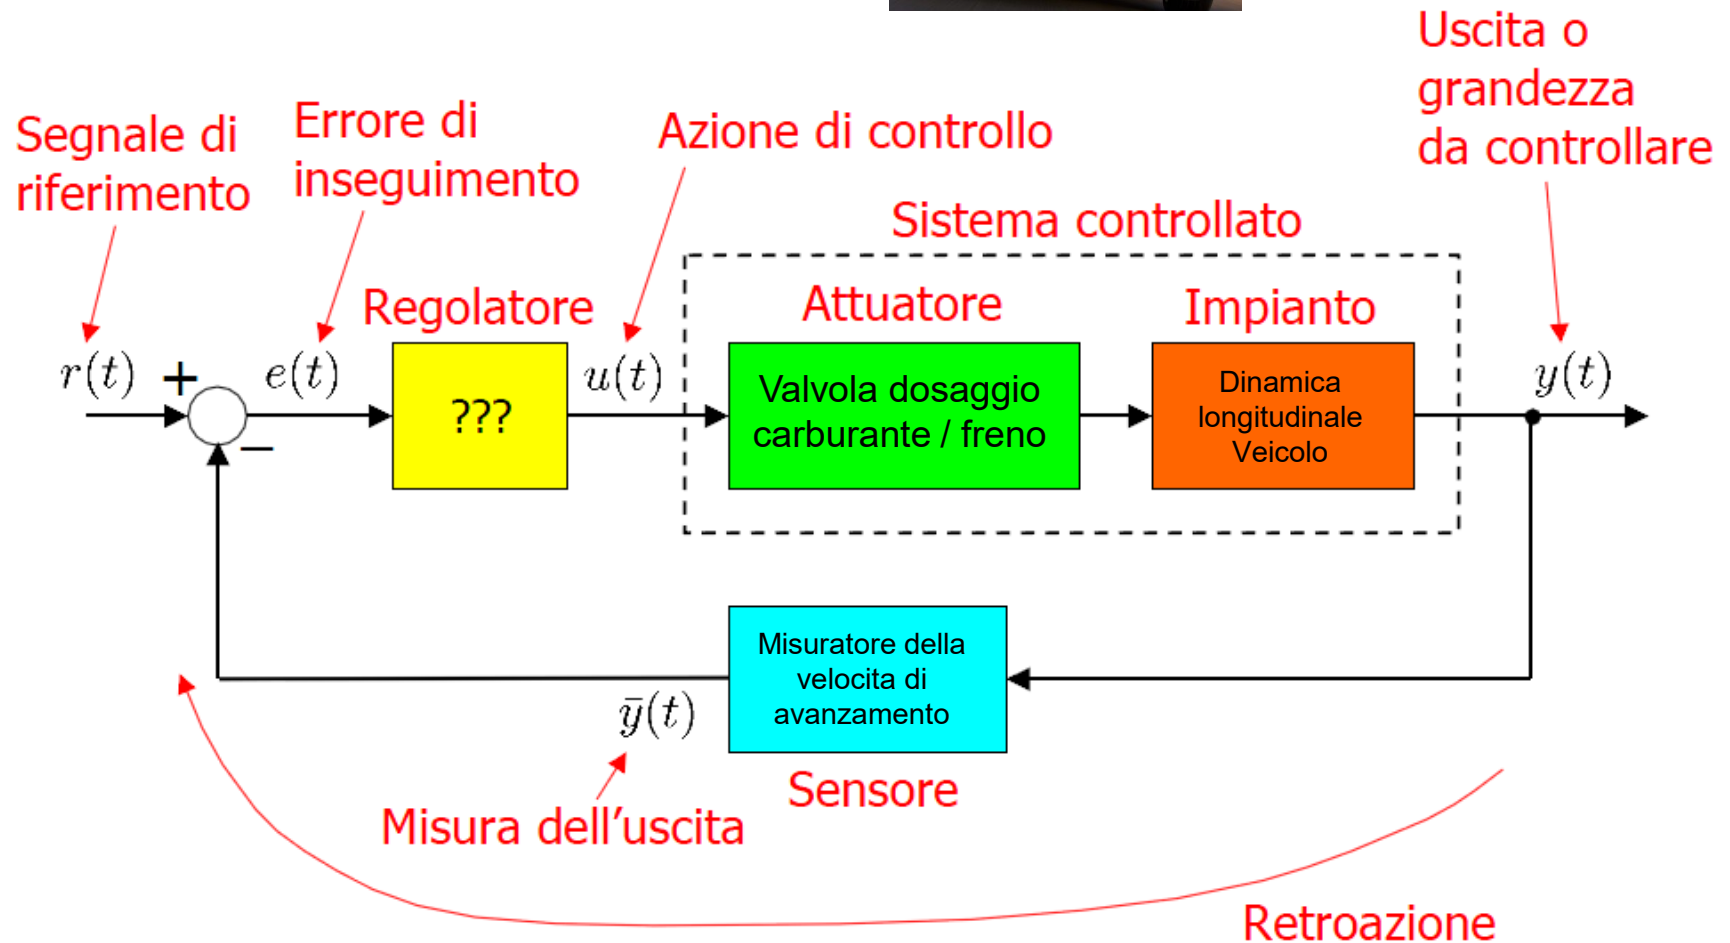 Uscita o
grandezza
da controllare
Segnale di
riferimento
Errore di
inseguimento
Azione di controllo
Sistema controllato
Regolatore
Attuatore
Impianto
r(t)
+
−
e(t)
???
u(t)
Valvola dosaggio
carburante / freno
Dinamica
longitudinale
Veicolo
y(t)
Misuratore della
velocita di
avanzamento
ȳ(t)
Sensore
Misura dell’uscita
Retroazione